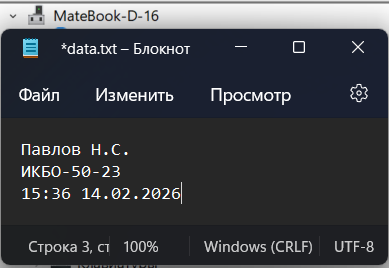 MateBook-D-16
*data.txt – Блокнот
Файл Изменить Просмотр
Павлов Н.С.
ИКБО-50-23
15:36 14.02.2026
Строка 3, ст 100% Windows (CRLF) UTF-8